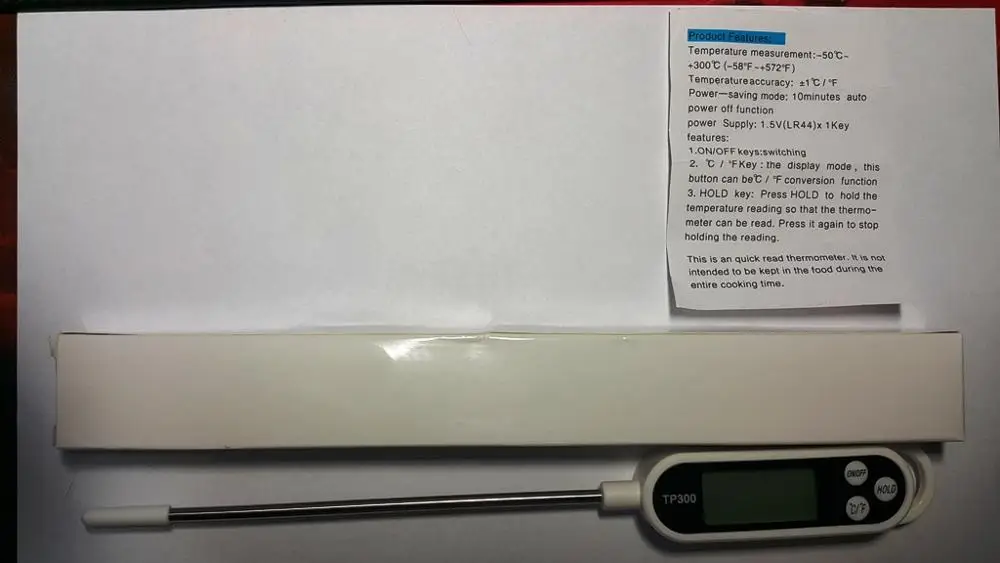 Product Features:
Temperature measurement:-50℃~
+300℃ (-58℉~+572℉)
Temperature accuracy: ±1℃ / ℉
Power—saving mode: 10minutes auto
power off function
power Supply: 1.5V(LR44)x 1Key
features:
1.ON/OFF keys:switching
2. ℃ / ℉Key : the display mode , this
button can be℃ / ℉ conversion function
3. HOLD key: Press HOLD to hold the
temperature reading so that the thermo-
meter can be read. Press it again to stop
holding the reading.
This is an quick read thermometer. It is not
intended to be kept in the food during the
entire cooking time.
TP300
ON/OFF
HOLD
℃/℉